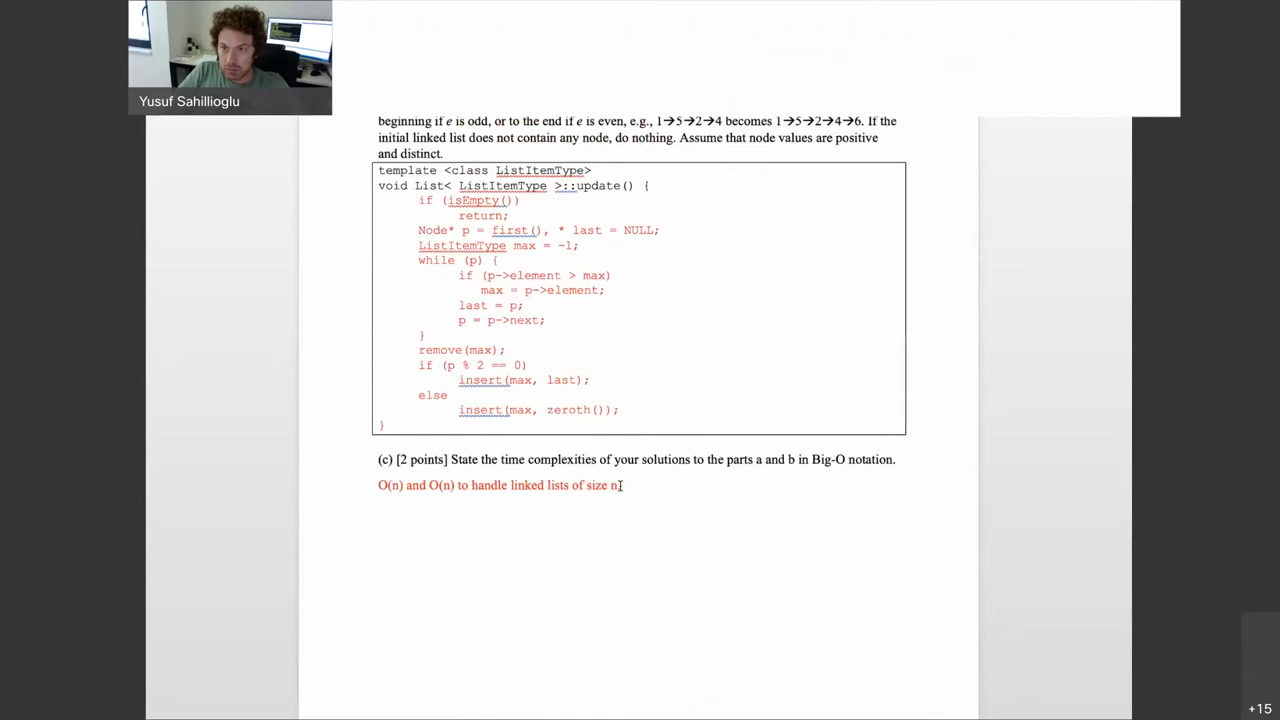 Yusuf Sahillioglu
beginning if e is odd, or to the end if e is even, e.g., 1→5→2→4 becomes 1→5→2→4→6. If the
initial linked list does not contain any node, do nothing. Assume that node values are positive
and distinct.
template <class ListItemType>
void List< ListItemType >::update() {
if (isEmpty())
return;
Node* p = first(), * last = NULL;
ListItemType max = -1;
while (p) {
if (p->element > max)
max = p->element;
last = p;
p = p->next;
}
remove(max);
if (p % 2 == 0)
insert(max, last);
else
insert(max, zeroth());
}
(c) [2 points] State the time complexities of your solutions to the parts a and b in Big-O notation.
O(n) and O(n) to handle linked lists of size n.
+15